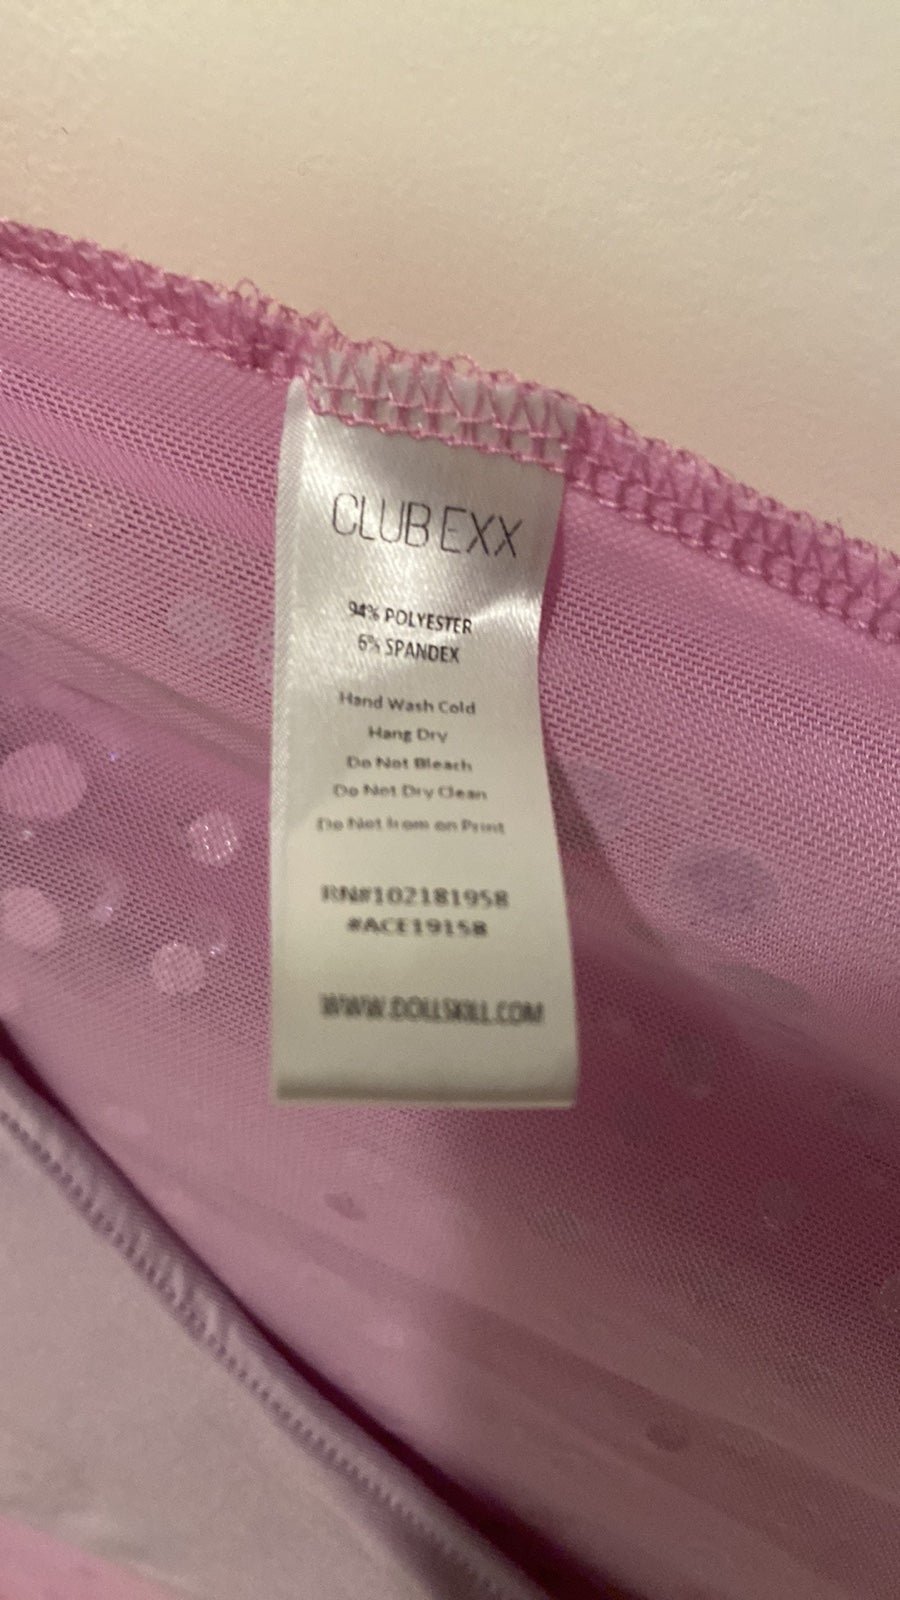 CLUB EXX
94% POLYESTER
6% SPANDEX
Hand Wash Cold
Hang Dry
Do Not Bleach
Do Not Dry Clean
Do Not Iron on Print
RN#102181958
#ACE19158
WWW.DOLLSKILL.COM